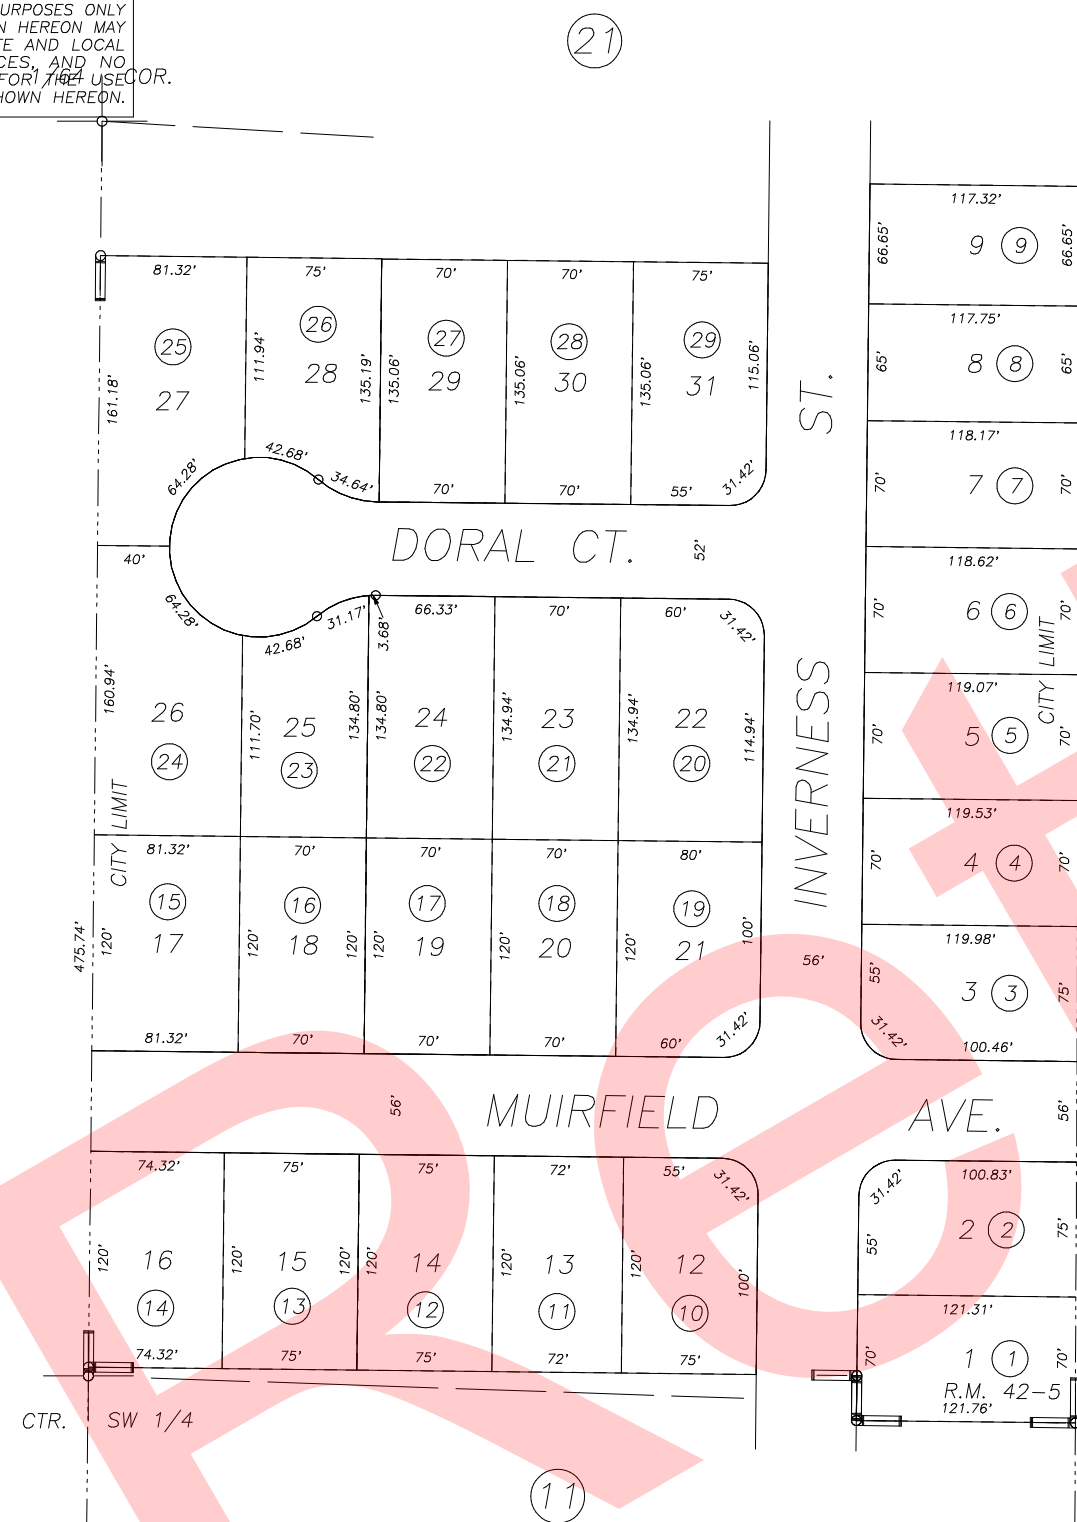 URPOSES ONLY
N HEREON MAY
TE AND LOCAL
CES, AND NO
FOR THE USE
HOWN HEREON.
1/64 COR.
21
117.32'
66.65' 9 9 66.65'
81.32' 75' 70' 70' 75'
117.75'
25 26 27 28 29
65' 8 8 65'
27 28 29 30 31
161.18' 111.94' 135.19' 135.06' 135.06' 135.06' 115.06'
ST.
118.17'
64.28' 42.68' 34.64' 70' 70' 55' 31.42'
70' 7 7 70'
DORAL CT. 52'
40'
118.62'
64.28' 42.68' 31.17' 3.68' 66.33' 70' 60' 31.42'
70' 6 6 70'
CITY LIMIT
119.07'
160.94' 111.70' 134.80' 134.80' 134.94' 134.94' 114.94'
26 25 24 23 22
24 23 22 21 20
70' 5 5 70'
INVERNESS
CITY LIMIT
119.53'
81.32' 70' 70' 70' 80'
70' 4 4 70'
15 16 17 18 19
17 18 19 20 21
475.74' 120' 120' 120' 120' 120' 120' 100'
56'
119.98'
55' 3 3 75'
81.32' 70' 70' 70' 60' 31.42'
31.42' 100.46'
56' MUIRFIELD AVE. 56'
74.32' 75' 75' 72' 55' 31.42'
31.42' 100.83'
55' 2 2 75'
120' 120' 120' 120' 120' 120' 100'
16 15 14 13 12
14 13 12 11 10
121.31'
74.32' 75' 75' 72' 75'
70' 1 1 70'
R.M. 42-5
121.76'
CTR. SW 1/4
11
Ret